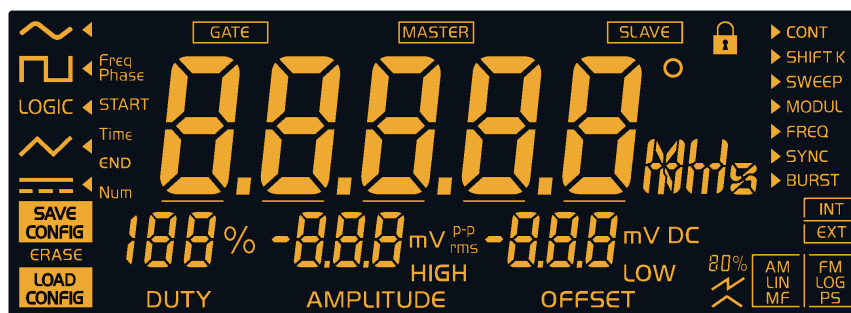 GATE MASTER SLAVE
CONT
Freq
Phase
SHIFT K
SWEEP
LOGIC START
MODUL
8.8.8.8.8
Time
FREQ
END
SYNC
Num
BURST
SAVE
CONFIG
INT
EXT
188% -8.8.8 mV p-p rms -8.8.8 mV DC
ERASE
HIGH LOW
LOAD
CONFIG
DUTY AMPLITUDE OFFSET
20%
AM
LIN
MF
FM
LOG
PS